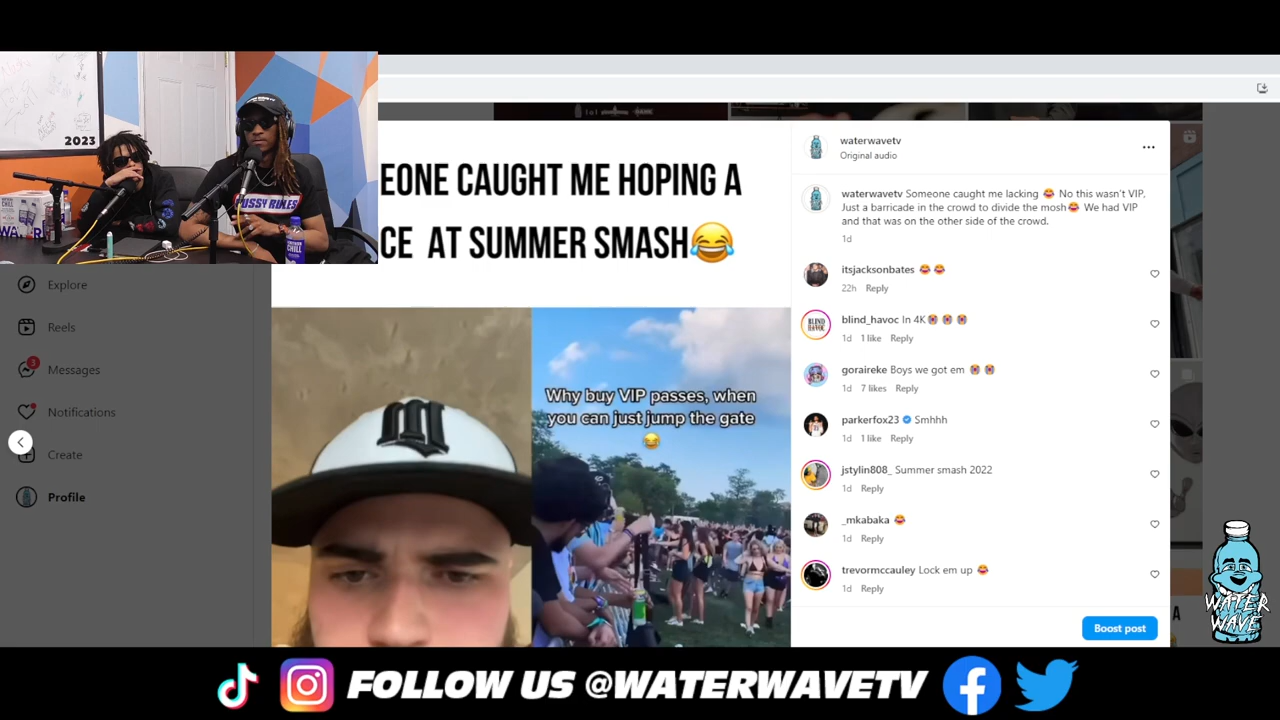 2023
EONE CAUGHT ME HOPING A
CE AT SUMMER SMASH😂
Why buy VIP passes, when
you can just jump the gate
😂
Explore
Reels
3
Messages
Notifications
Create
Profile
waterwavetv
Original audio
...
waterwavetv Someone caught me lacking 😂 No this wasn't VIP,
Just a barricade in the crowd to divide the mosh😂 We had VIP
and that was on the other side of the crowd.
1d
itsjacksonbates 😂 😂
22h Reply
blind_havoc In 4K😭 😭 😭
1d 1 like Reply
goraireke Boys we got em 😭 😭
1d 7 likes Reply
parkerfox23 Smhhh
1d 1 like Reply
jstylin808_ Summer smash 2022
1d Reply
_mkabaka 😂
1d Reply
trevormccauley Lock em up 😂
1d Reply
Boost post
WATER
WAVE
FOLLOW US @WATERWAVETV